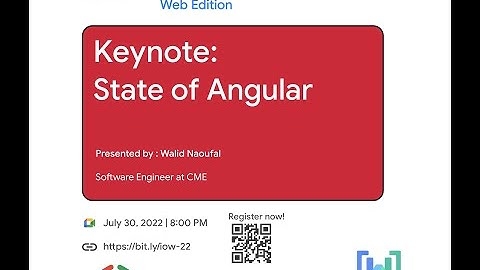 Web Edition
Keynote:
State of Angular
Presented by : Walid Naoufal
Software Engineer at CME
July 30, 2022 | 8:00 PM
Register now!
https://bit.ly/iow-22